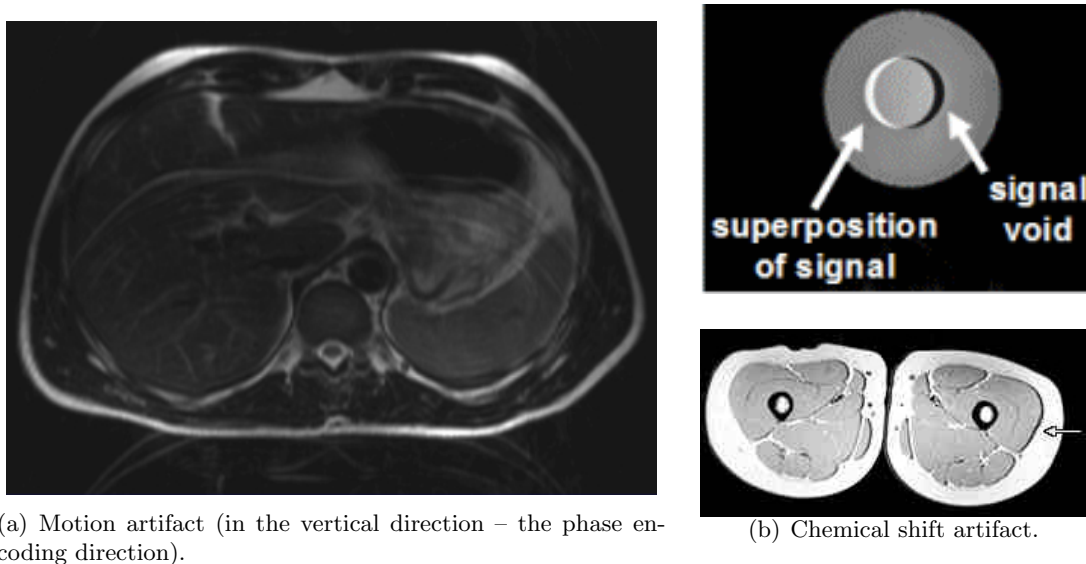 superposition
of signal
signal
void
(a) Motion artifact (in the vertical direction – the phase en-
coding direction).
(b) Chemical shift artifact.